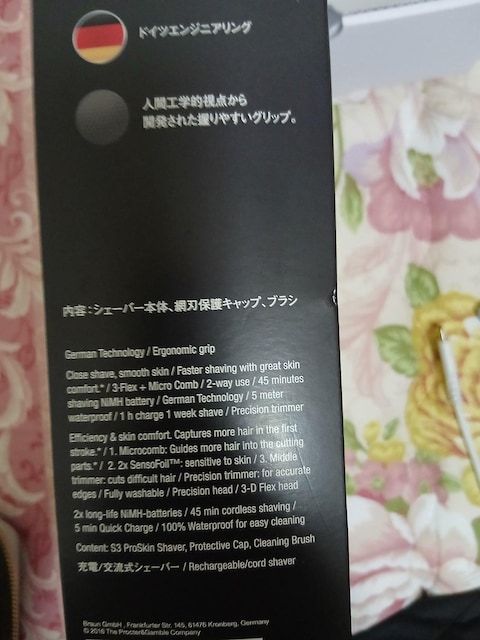 ドイツエンジニアリング
人間工学的視点から
開発された握りやすいグリップ。
内容:シェーバー本体、網刃保護キャップ、ブラシ
German Technology / Ergonomic grip
Close shave, smooth skin / Faster shaving with great skin
comfort.* / 3-Flex + Micro Comb / 2-way use / 45 minutes
shaving NiMH battery / German Technology / 5 meter
waterproof / 1 h charge 1 week shave / Precision trimmer
Efficiency & skin comfort. Captures more hair in the first
stroke.* / 1. Microcomb: Guides more hair into the cutting
parts.* / 2. 2x SensoFoil™: sensitive to skin / 3. Middle
trimmer: cuts difficult hair / Precision trimmer: for accurate
edges / Fully washable / Precision head / 3-D Flex head
2x long-life NiMH-batteries / 45 min cordless shaving /
5 min Quick Charge / 100% Waterproof for easy cleaning
Content: S3 ProSkin Shaver, Protective Cap, Cleaning Brush
充電/交流式シェーバー / Rechargeable/cord shaver
Braun GmbH, Frankfurter Str. 145, 61476 Kronberg, Germany
© 2016 The Procter&Gamble Company